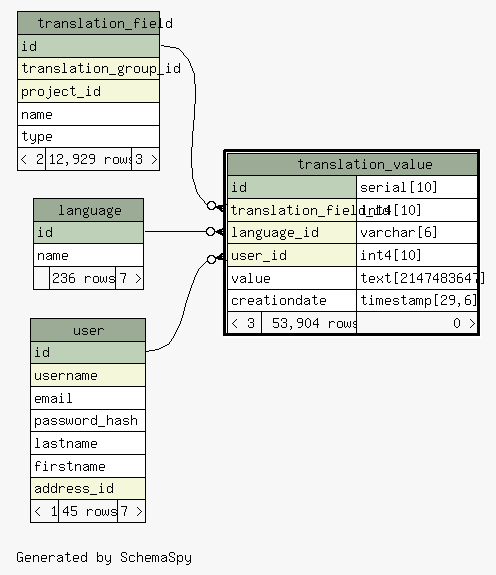 translation_field
id
translation_group_id
project_id
name
type
< 2 12,929 rows 3 >
translation_value
id serial[10]
translation_field_id int4[10]
language_id varchar[6]
user_id int4[10]
value text[2147483647]
creationdate timestamp[29,6]
< 3 53,904 rows 0 >
language
id
name
236 rows 7 >
user
id
username
email
password_hash
lastname
firstname
address_id
< 1 45 rows 7 >
Generated by SchemaSpy